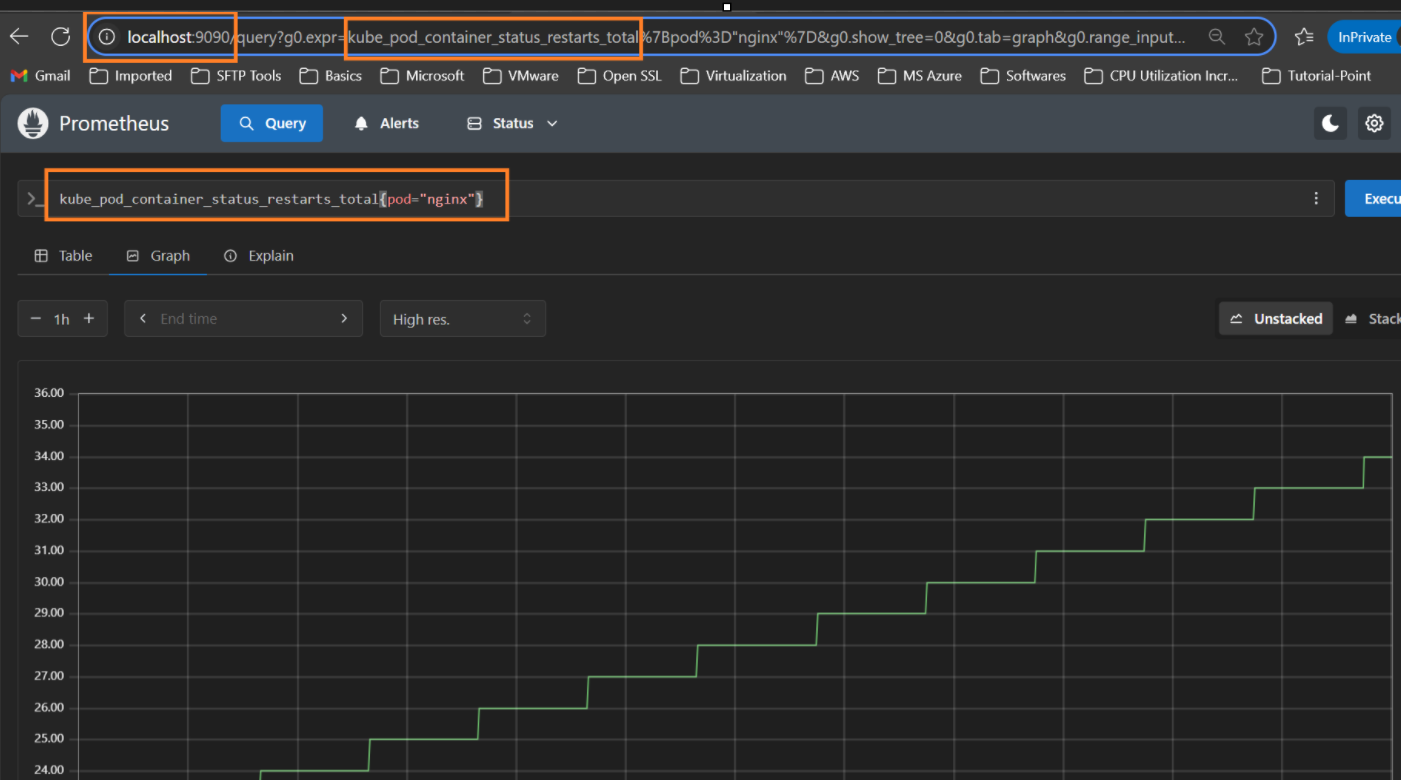 localhost:9090/query?g0.expr=kube_pod_container_status_restarts_total%7Bpod%3D"nginx"%7D&g0.show_tree=0&g0.tab=graph&g0.range_input... InPrivate
Gmail Imported SFTP Tools Basics Microsoft VMware Open SSL Virtualization AWS MS Azure Softwares CPU Utilization Incr... Tutorial-Point
Prometheus Query Alerts Status
>_ kube_pod_container_status_restarts_total{pod="nginx"} Execu
Table Graph Explain
− 1h + < End time > High res. Unstacked Stack
36.00
35.00
34.00
33.00
32.00
31.00
30.00
29.00
28.00
27.00
26.00
25.00
24.00